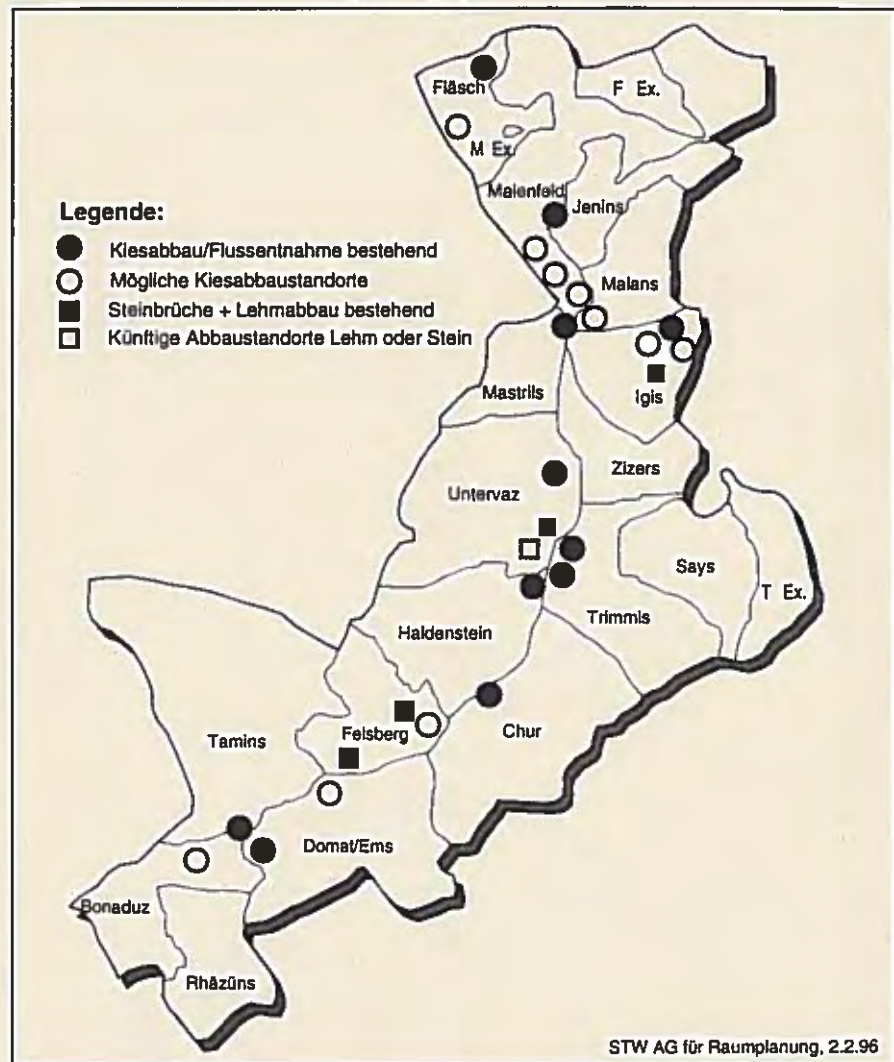 Fläsch
F Ex.
M Ex.
Maienfeld
Jenins
Legende:
Kiesabbau/Flussentnahme bestehend
Mögliche Kiesabbaustandorte
Malans
Steinbrüche + Lehmabbau bestehend
Künftige Abbaustandorte Lehm oder Stein
Mastrils
Igis
Zizers
Untervaz
Says
T Ex.
Trimmis
Haldenstein
Felsberg
Chur
Tamins
Domat/Ems
Bonaduz
Rhäzüns
STW AG für Raumplanung, 2.2.96